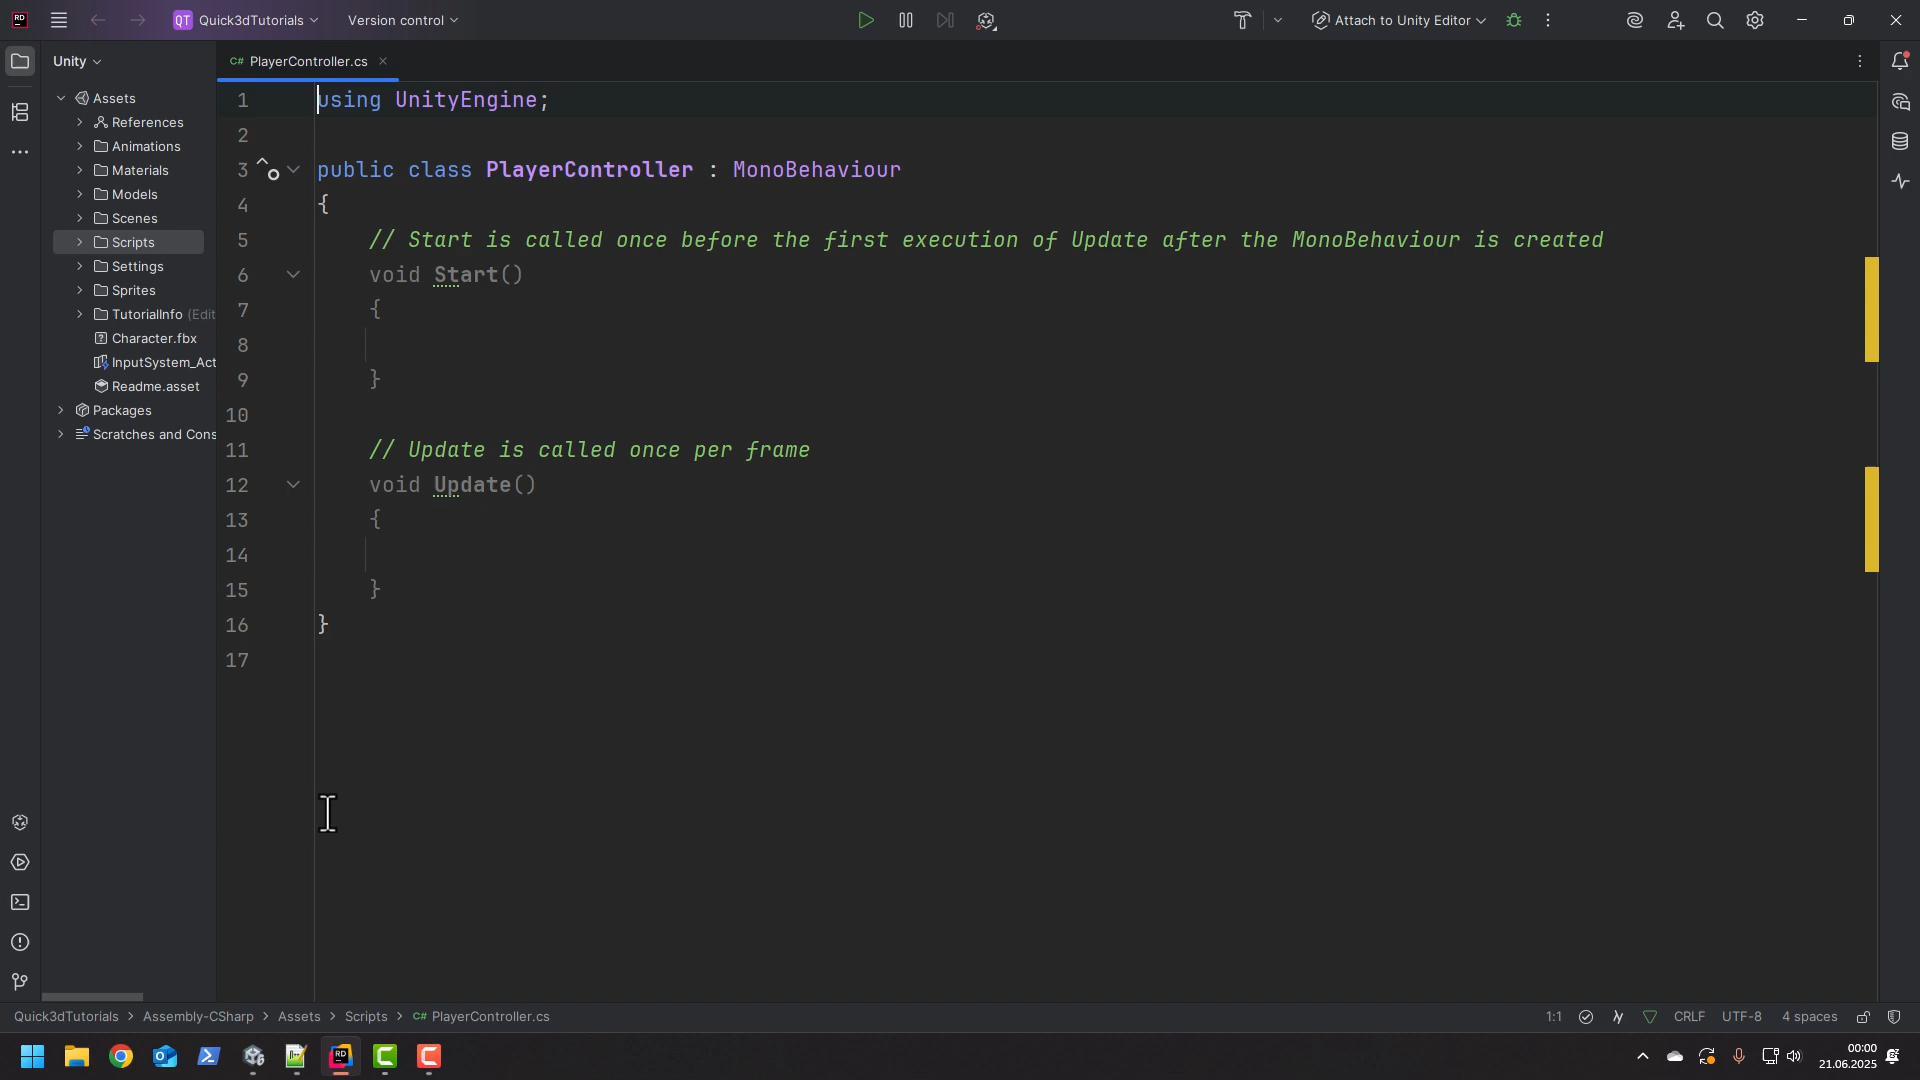 QT Quick3dTutorials Version control Attach to Unity Editor
Unity
C# PlayerController.cs
Assets
References
Animations
Materials
Models
Scenes
Scripts
Settings
Sprites
TutorialInfo (Edit
Character.fbx
InputSystem_Act
Readme.asset
Packages
Scratches and Cons
1 using UnityEngine;
2
3 public class PlayerController : MonoBehaviour
4 {
5 // Start is called once before the first execution of Update after the MonoBehaviour is created
6 void Start()
7 {
8
9 }
10
11 // Update is called once per frame
12 void Update()
13 {
14
15 }
16 }
17
Quick3dTutorials > Assembly-CSharp > Assets > Scripts > C# PlayerController.cs 1:1 CRLF UTF-8 4 spaces
00:00
21.06.2025